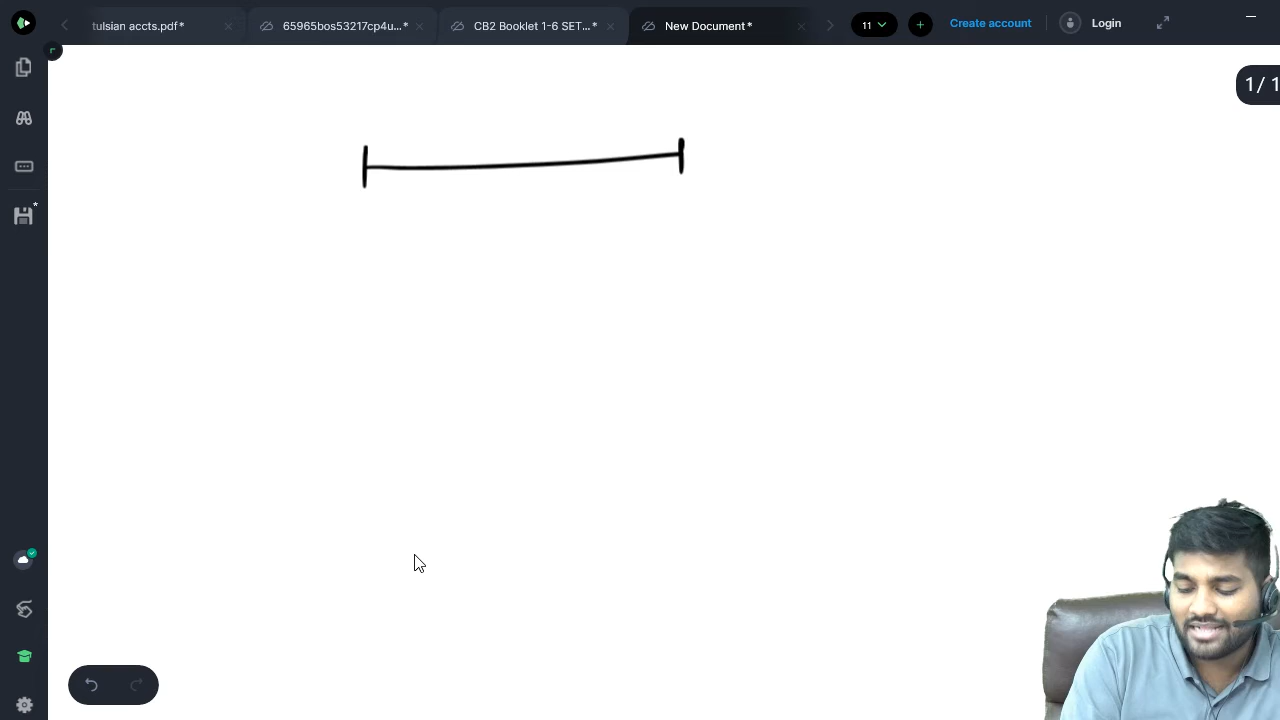 tulsian accts.pdf*
65965bos53217cp4u...*
CB2 Booklet 1-6 SET...*
New Document*
11
Create account
Login
1/ 1